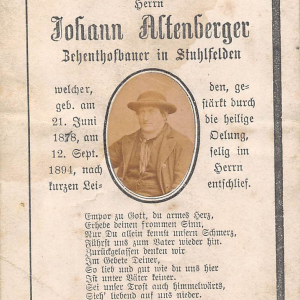 Herrn
Johann Altenberger
Zehenthofbauer in Stuhlfelden
welcher, den, ge-
geb. am stärkt durch
21. Juni die heilige
1878, am Oelung,
12. Sept. selig im
1894, nach Herrn
kurzen Lei- entschlief.
Empor zu Gott, du armes Herz,
Erhebe deinen frommen Sinn,
Nur Du allein kennst unsern Schmerz,
Führst uns zum Vater wieder hin.
Zurückgelassen denken wir
Im Gebete Deiner,
So lieb und gut wie du uns hier
Ist unter Väter keiner.
Sei unser Trost auch himmelwärts,
Sieh' liebend auf uns nieder.